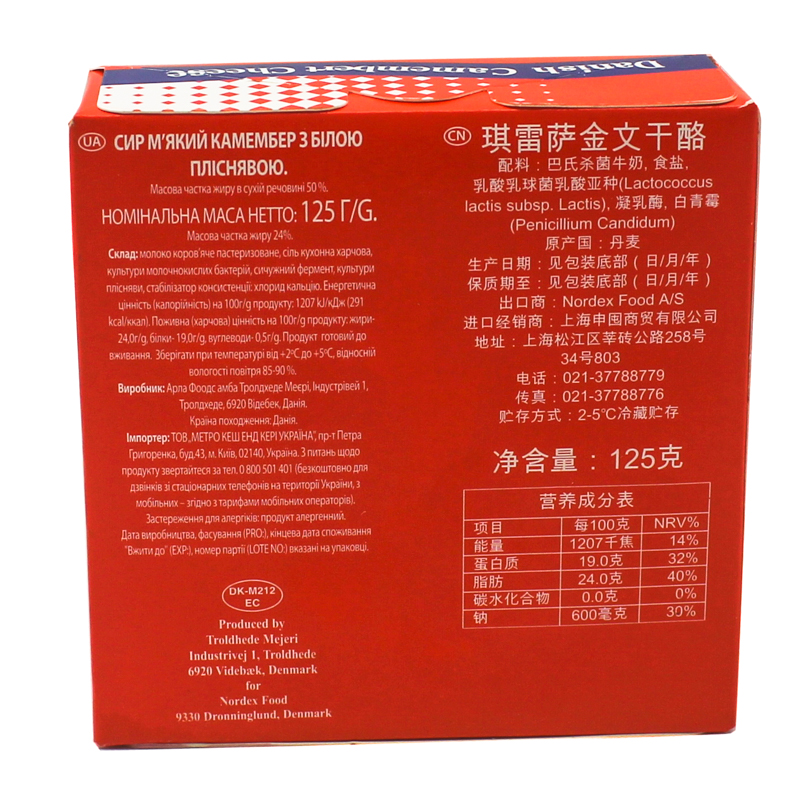 Danish Camembert Cheese
UA СИР М'ЯКИЙ КАМЕМБЕР З БІЛОЮ
ПЛІСНЯВОЮ.
Масова частка жиру в сухій речовині 50 %.
НОМІНАЛЬНА МАСА НЕТТО: 125 Г/G.
Масова частка жиру 24%.
Склад: молоко коров'яче пастеризоване, сіль кухонна харчова,
культури молочнокислих бактерій, сичужний фермент, культури
плісняви, стабілізатор консистенції: хлорид кальцію. Енергетична
цінність (калорійність) на 100г/g продукту: 1207 kJ/кДж (291
kcal/ккал). Поживна (харчова) цінність на 100г/g продукту: жири-
24,0г/g, білки- 19,0г/g, вуглеводи- 0,5г/g. Продукт готовий до
вживання. Зберігати при температурі від +2°C до +5°C, відносній
вологості повітря 85-90 %.
Виробник: Арла Фоодс амба Тролдхеде Меєрі, Індустрівей 1,
Тролдхеде, 6920 Відебек, Данія.
Країна походження: Данія.
Імпортер: ТОВ „МЕТРО КЕШ ЕНД КЕРІ УКРАЇНА", пр-т Петра
Григоренка, буд.43, м. Київ, 02140, Україна. З питань щодо
продукту звертайтеся за тел. 0 800 501 401 (безкоштовно для
дзвінків зі стаціонарних телефонів на території України, з
мобільних – згідно з тарифами мобільних операторів).
Застереження для алергіків: продукт алергенний.
Дата виробництва, фасування (PRO:), кінцева дата споживання
"Вжити до" (EXP:), номер партії (LOTE NO:) вказані на упаковці.
DK-M212
EC
Produced by
Troldhede Mejeri
Industrivej 1, Troldhede
6920 Videbæk, Denmark
for
Nordex Food
9330 Dronninglund, Denmark
CN 琪雷萨金文干酪
配料：巴氏杀菌牛奶, 食盐,
乳酸乳球菌乳酸亚种(Lactococcus
lactis subsp. Lactis), 凝乳酶, 白青霉
(Penicillium Candidum)
原产国：丹麦
生产日期：见包装底部（日/月/年）
保质期至：见包装底部（日/月/年）
出口商：Nordex Food A/S
进口经销商：上海申囤商贸有限公司
地址：上海松江区莘砖公路258号
34号803
电话：021-37788779
传真：021-37788776
贮存方式：2-5℃冷藏贮存
净含量：125克
营养成分表
项目 每100克 NRV%
能量 1207千焦 14%
蛋白质 19.0克 32%
脂肪 24.0克 40%
碳水化合物 0.0克 0%
钠 600毫克 30%